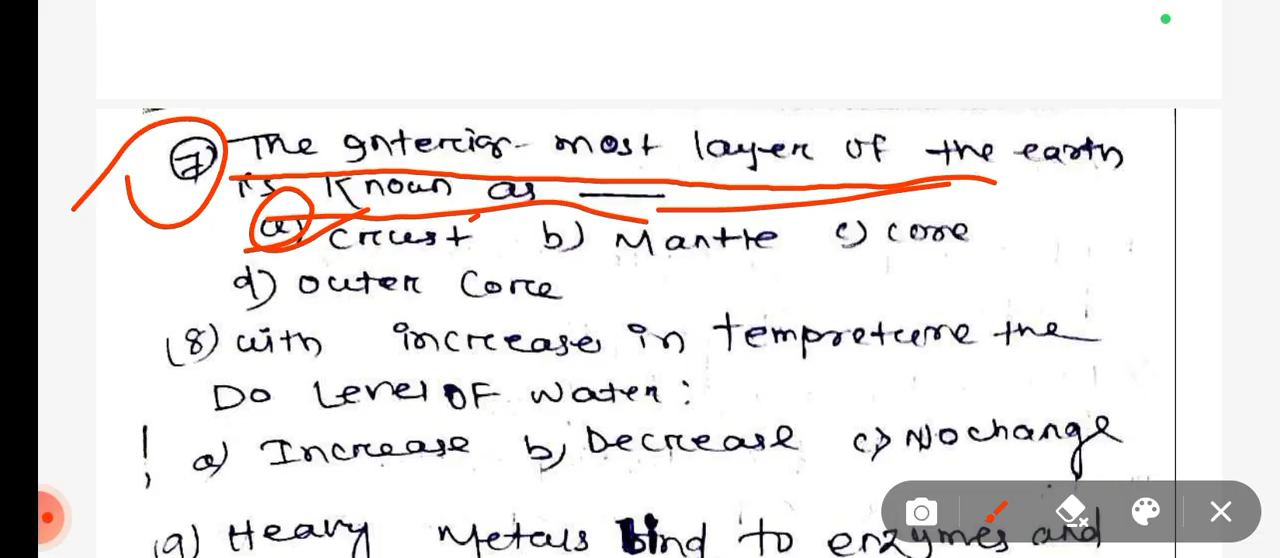 7) The interior- most layer of the earth
is known as ——
a) Crust b) Mantle c) core
d) outer Core
(8) with increase in tempreture the
Do Level OF water:
a) Increase b) Decrease c) No change
(9) Heavy Metals bind to enzymes and